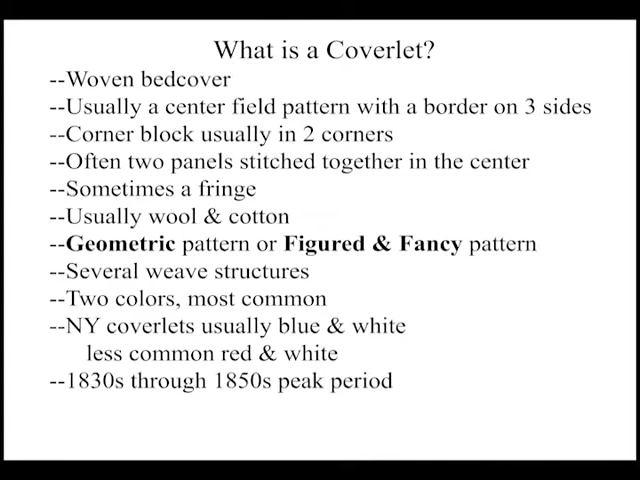 What is a Coverlet?
--Woven bedcover
--Usually a center field pattern with a border on 3 sides
--Corner block usually in 2 corners
--Often two panels stitched together in the center
--Sometimes a fringe
--Usually wool & cotton
--Geometric pattern or Figured & Fancy pattern
--Several weave structures
--Two colors, most common
--NY coverlets usually blue & white
less common red & white
--1830s through 1850s peak period